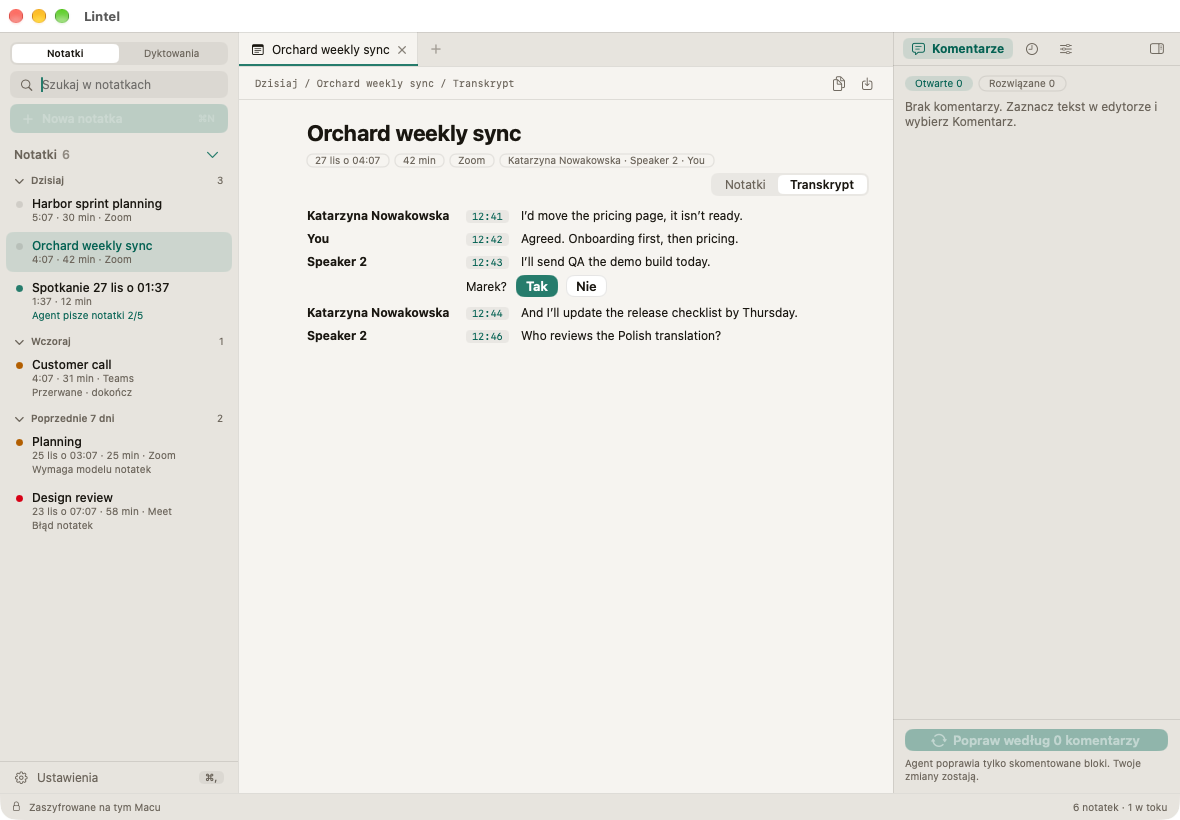 Lintel
Notatki
Dyktowania
Szukaj w notatkach
+ Nowa notatka ⌘N
Notatki 6
Dzisiaj 3
Harbor sprint planning
5:07 · 30 min · Zoom
Orchard weekly sync
4:07 · 42 min · Zoom
Spotkanie 27 lis o 01:37
1:37 · 12 min
Agent pisze notatki 2/5
Wczoraj 1
Customer call
4:07 · 31 min · Teams
Przerwane · dokończ
Poprzednie 7 dni 2
Planning
25 lis o 03:07 · 25 min · Zoom
Wymaga modelu notatek
Design review
23 lis o 07:07 · 58 min · Meet
Błąd notatek
Ustawienia ⌘,
Zaszyfrowane na tym Macu
Orchard weekly sync
Dzisiaj / Orchard weekly sync / Transkrypt
Orchard weekly sync
27 lis o 04:07
42 min
Zoom
Katarzyna Nowakowska · Speaker 2 · You
Notatki
Transkrypt
Katarzyna Nowakowska 12:41 I’d move the pricing page, it isn’t ready.
You 12:42 Agreed. Onboarding first, then pricing.
Speaker 2 12:43 I’ll send QA the demo build today.
Marek? Tak Nie
Katarzyna Nowakowska 12:44 And I’ll update the release checklist by Thursday.
Speaker 2 12:46 Who reviews the Polish translation?
Komentarze
Otwarte 0
Rozwiązane 0
Brak komentarzy. Zaznacz tekst w edytorze i
wybierz Komentarz.
Popraw według 0 komentarzy
Agent poprawia tylko skomentowane bloki. Twoje
zmiany zostają.
6 notatek · 1 w toku